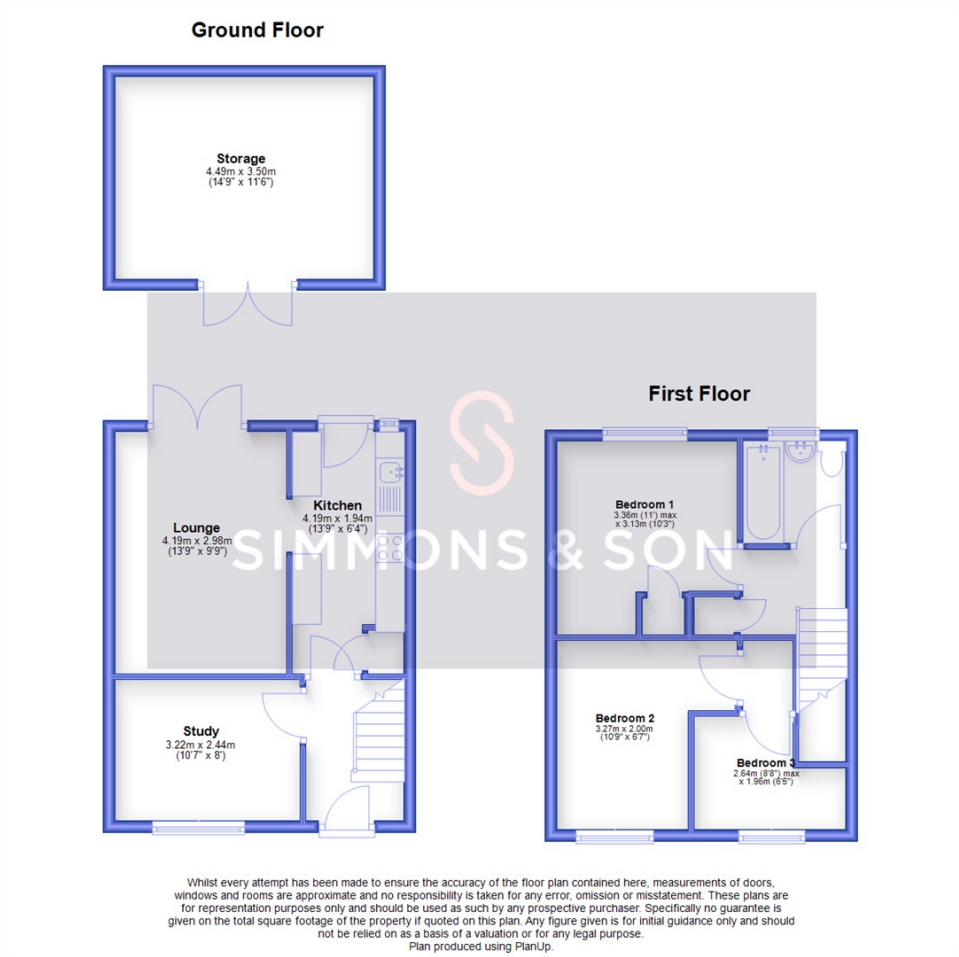 Ground Floor
Storage
4.49m x 3.50m
(14'9" x 11'6")
First Floor
Kitchen
4.19m x 1.94m
(13'9" x 6'4")
Lounge
4.19m x 2.98m
(13'9" x 9'9")
Bedroom 1
3.36m (11') max
x 3.13m (10'3")
SIMMONS & SON
Study
3.22m x 2.44m
(10'7" x 8')
Bedroom 2
3.27m x 2.00m
(10'9" x 6'7")
Bedroom 3
2.64m (8'8") max
x 1.96m (6'5")
Whilst every attempt has been made to ensure the accuracy of the floor plan contained here, measurements of doors,
windows and rooms are approximate and no responsibility is taken for any error, omission or misstatement. These plans are
for representation purposes only and should be used as such by any prospective purchaser. Specifically no guarantee is
given on the total square footage of the property if quoted on this plan. Any figure given is for initial guidance only and should
not be relied on as a basis of a valuation or for any legal purpose.
Plan produced using PlanUp.